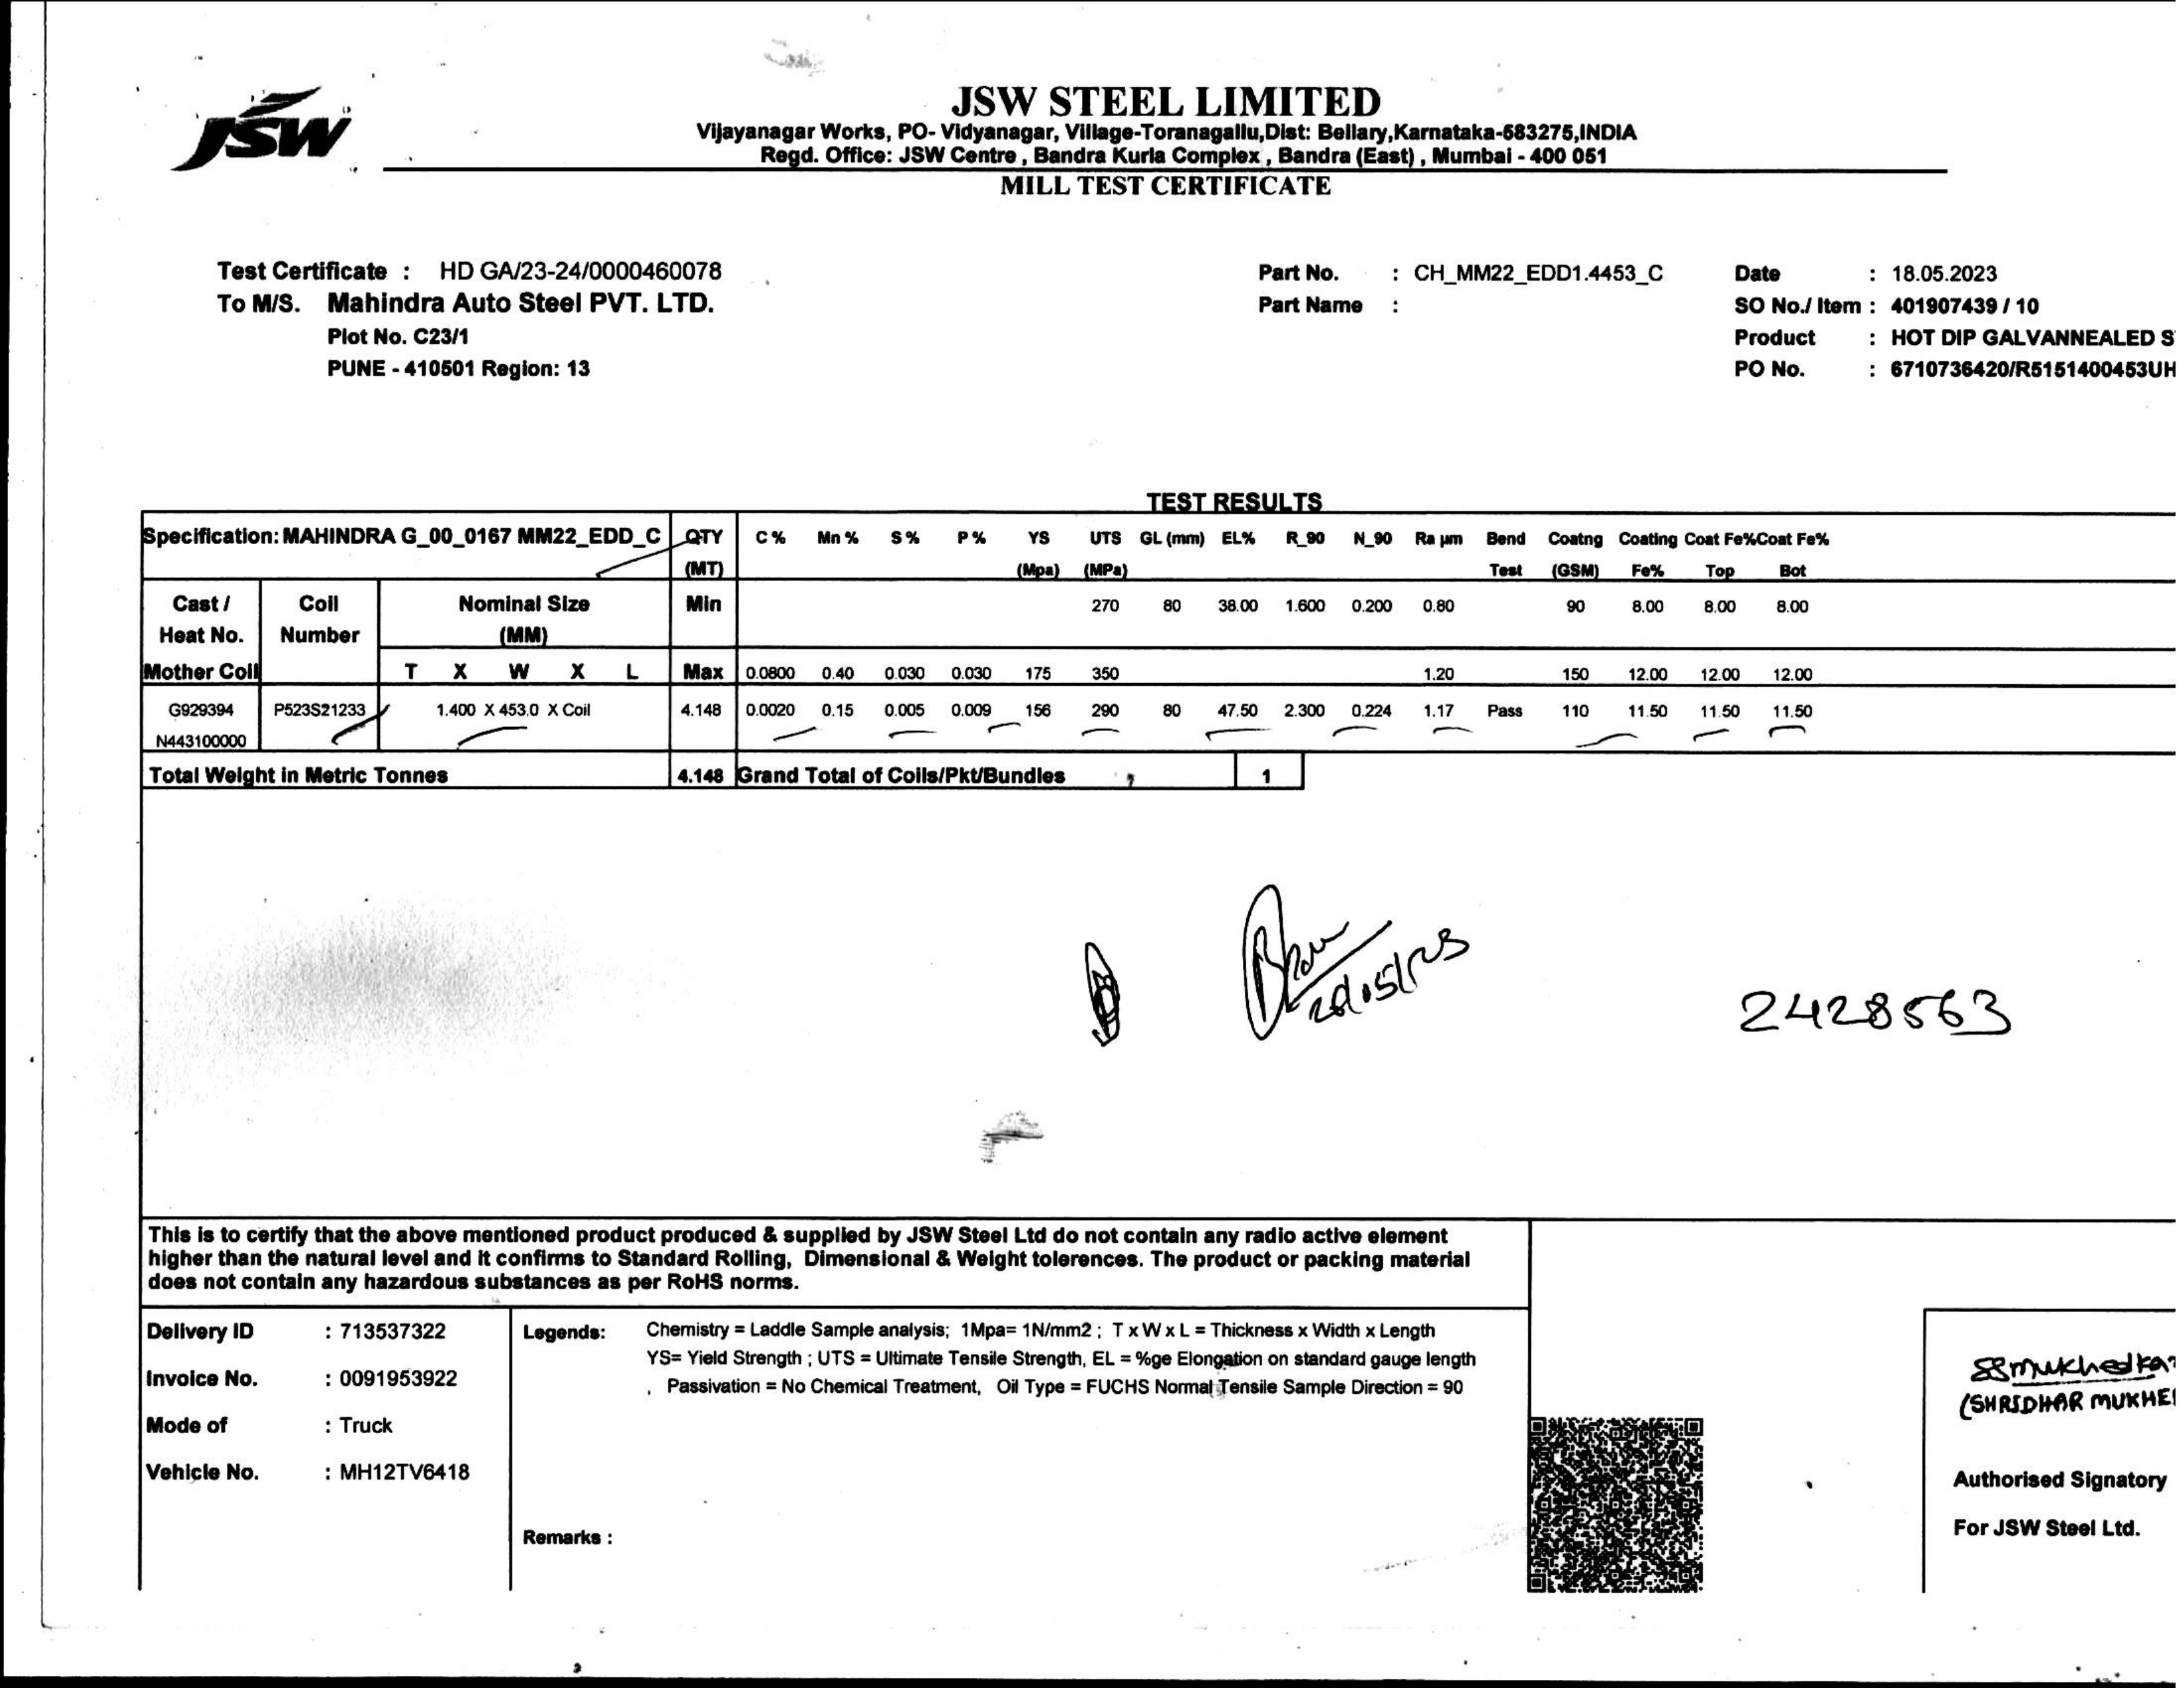 JSW
JSW STEEL LIMITED
Vijayanagar Works, PO- Vidyanagar, Village-Toranagallu,Dist: Bellary,Karnataka-583275,INDIA
Regd. Office: JSW Centre , Bandra Kurla Complex , Bandra (East) , Mumbai - 400 051
MILL TEST CERTIFICATE
Test Certificate : HD GA/23-24/0000460078
To M/S. Mahindra Auto Steel PVT. LTD.
Plot No. C23/1
PUNE - 410501 Region: 13
Part No. : CH_MM22_EDD1.4453_C
Part Name :
Date : 18.05.2023
SO No./ Item : 401907439 / 10
Product : HOT DIP GALVANNEALED S
PO No. : 6710736420/R5151400453UH
TEST RESULTS
Specification: MAHINDRA G_00_0167 MM22_EDD_C QTY C % Mn % S % P % YS UTS GL (mm) EL% R_90 N_90 Ra µm Bend Coatng Coating Coat Fe%Coat Fe%
(MT) (Mpa) (MPa) Test (GSM) Fe% Top Bot
Cast / Coil Nominal Size Min 270 80 38.00 1.600 0.200 0.80 90 8.00 8.00 8.00
Heat No. Number (MM)
Mother Coil T X W X L Max 0.0800 0.40 0.030 0.030 175 350 1.20 150 12.00 12.00 12.00
G929394 P523S21233 1.400 X 453.0 X Coil 4.148 0.0020 0.15 0.005 0.009 156 290 80 47.50 2.300 0.224 1.17 Pass 110 11.50 11.50 11.50
N443100000
Total Weight in Metric Tonnes 4.148 Grand Total of Coils/Pkt/Bundles 1
2428563
This is to certify that the above mentioned product produced & supplied by JSW Steel Ltd do not contain any radio active element
higher than the natural level and it confirms to Standard Rolling, Dimensional & Weight tolerences. The product or packing material
does not contain any hazardous substances as per RoHS norms.
Delivery ID : 713537322
Invoice No. : 0091953922
Mode of : Truck
Vehicle No. : MH12TV6418
Legends: Chemistry = Laddle Sample analysis; 1Mpa= 1N/mm2 ; T x W x L = Thickness x Width x Length
YS= Yield Strength ; UTS = Ultimate Tensile Strength, EL = %ge Elongation on standard gauge length
, Passivation = No Chemical Treatment, Oil Type = FUCHS Normal Tensile Sample Direction = 90
Remarks :
(SHRIDHAR MUKHE
Authorised Signatory
For JSW Steel Ltd.